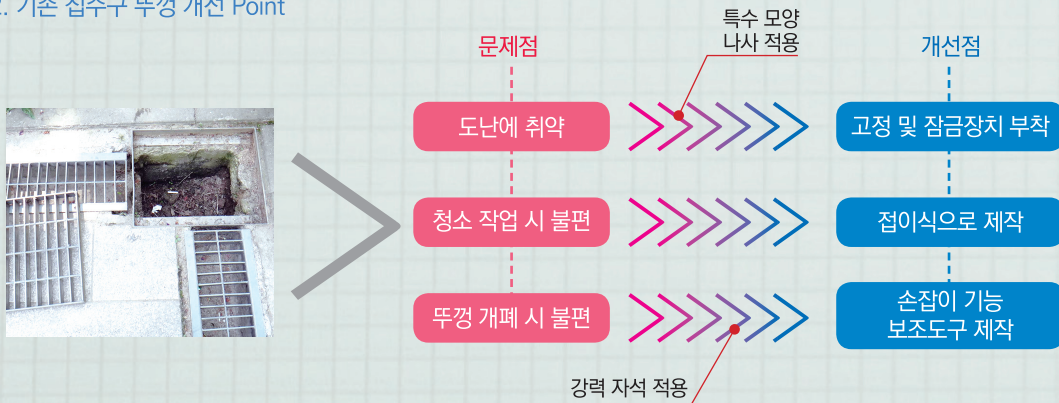 2. 기존 집수구 뚜껑 개선 Point
특수 모양
나사 적용
문제점
개선점
도난에 취약
고정 및 잠금장치 부착
청소 작업 시 불편
접이식으로 제작
뚜껑 개폐 시 불편
손잡이 기능
보조도구 제작
강력 자석 적용